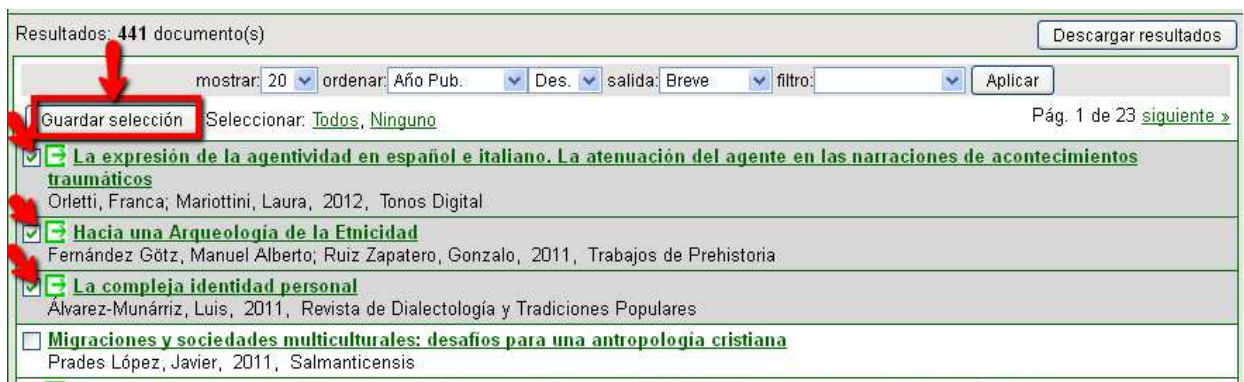 Resultados: 441 documento(s) Descargar resultados
mostrar: 20 ordenar: Año Pub. Des. salida: Breve filtro: Aplicar
Guardar selección Seleccionar: Todos, Ninguno Pág. 1 de 23 siguiente »
La expresión de la agentividad en español e italiano. La atenuación del agente en las narraciones de acontecimientos
traumáticos
Orletti, Franca; Mariottini, Laura, 2012, Tonos Digital
Hacia una Arqueología de la Etnicidad
Fernández Götz, Manuel Alberto; Ruiz Zapatero, Gonzalo, 2011, Trabajos de Prehistoria
La compleja identidad personal
Álvarez-Munárriz, Luis, 2011, Revista de Dialectología y Tradiciones Populares
Migraciones y sociedades multiculturales: desafíos para una antropología cristiana
Prades López, Javier, 2011, Salmanticensis